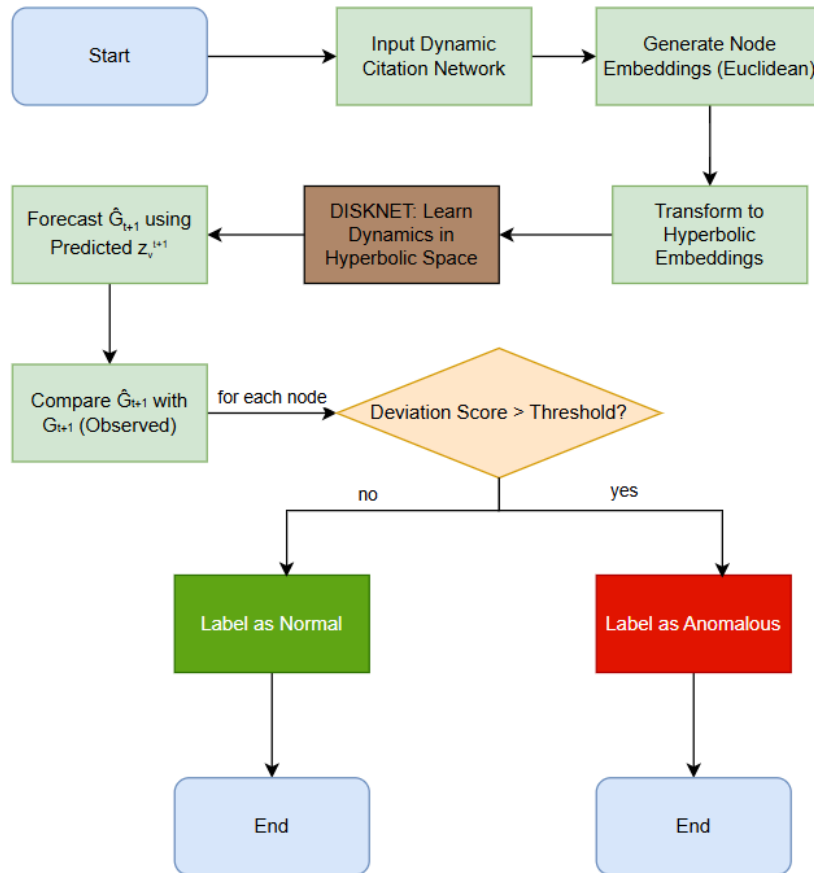 Start
Input Dynamic
Citation Network
Generate Node
Embeddings (Euclidean)
Forecast Ĝₜ₊₁ using
Predicted zᵥᵗ⁺¹
DISKNET: Learn
Dynamics in
Hyperbolic Space
Transform to
Hyperbolic
Embeddings
Compare Ĝₜ₊₁ with
Gₜ₊₁ (Observed)
for each node
Deviation Score > Threshold?
no
yes
Label as Normal
Label as Anomalous
End
End